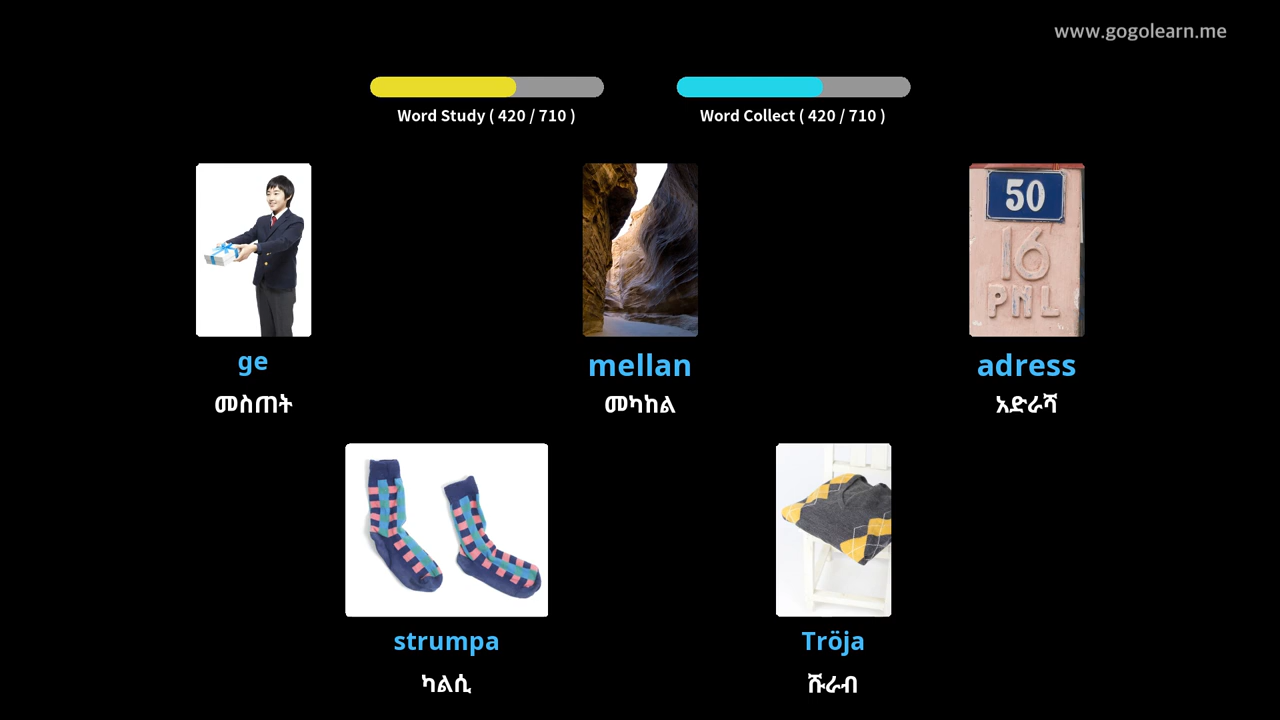 www.gogolearn.me
Word Study ( 420 / 710 )
Word Collect ( 420 / 710 )
50
16
PNL
ge
mellan
adress
መስጠት
መካከል
አድራሻ
strumpa
Tröja
ካልሲ
ሹራብ